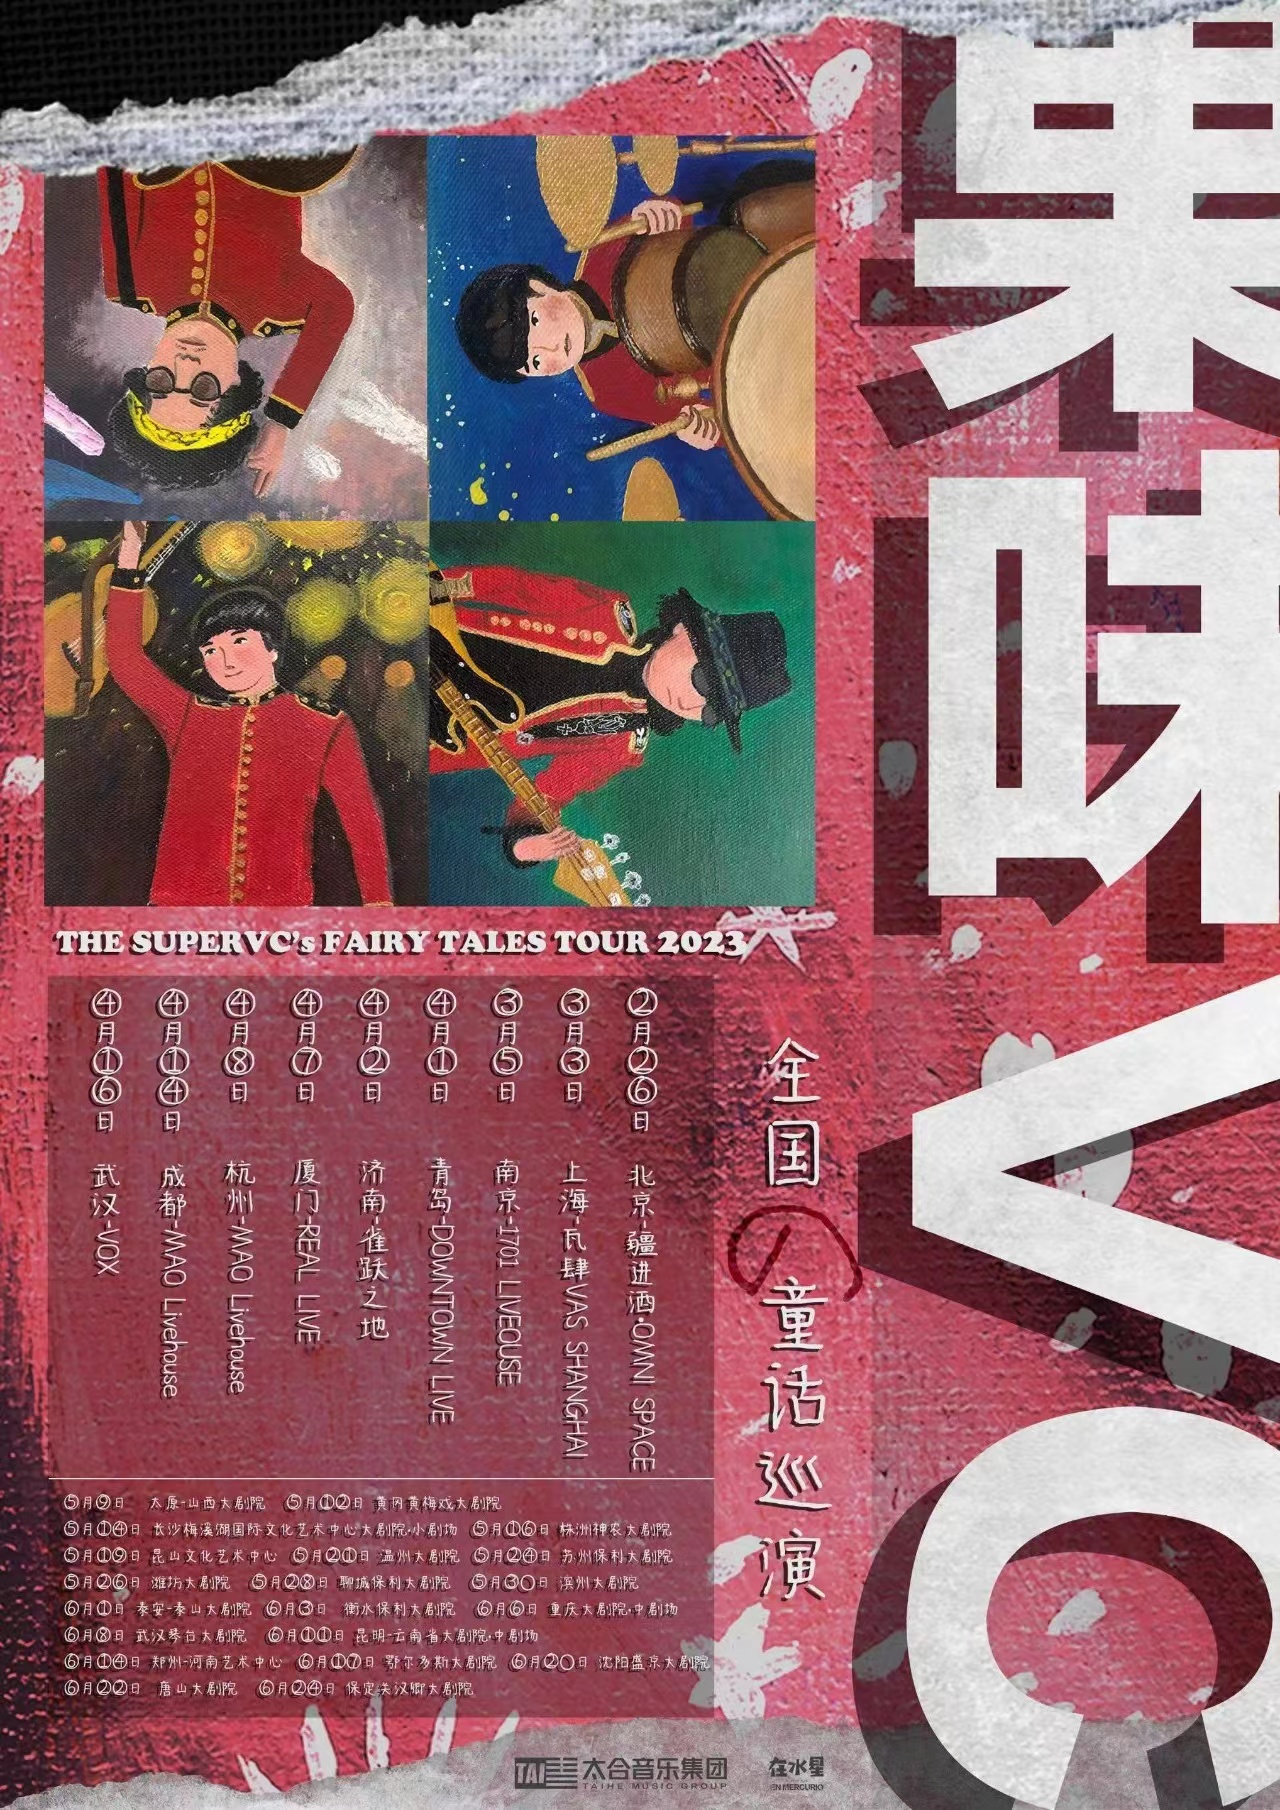 果味VC
THE SUPERVC's FAIRY TALES TOUR 2023
全国の童话巡演
②月②⑥日 北京-疆进酒·OMNI SPACE
③月③日 上海-瓦肆VAS SHANGHAI
③月⑤日 南京-1701 LIVEOUSE
④月①日 青岛-DOWNTOWN LIVE
④月②日 济南-雀跃之地
④月⑦日 厦门-REAL LIVE
④月⑧日 杭州-MAO Livehouse
④月①④日 成都-MAO Livehouse
④月①⑥日 武汉-VOX
⑤月⑨日 太原-山西大剧院 ⑤月①②日 黄冈黄梅戏大剧院
⑤月①④日 长沙梅溪湖国际文化艺术中心大剧院·小剧场 ⑤月①⑥日 株洲神农大剧院
⑤月①⑨日 昆山文化艺术中心 ⑤月②①日 温州大剧院 ⑤月②④日 苏州保利大剧院
⑤月②⑥日 潍坊大剧院 ⑤月②⑧日 聊城保利大剧院 ⑤月③〇日 滨州大剧院
⑥月①日 泰安-泰山大剧院 ⑥月③日 衡水保利大剧院 ⑥月⑥日 重庆大剧院·中剧场
⑥月⑧日 武汉琴台大剧院 ⑥月①①日 昆明-云南省大剧院·中剧场
⑥月①④日 郑州-河南艺术中心 ⑥月①⑦日 鄂尔多斯大剧院 ⑥月②〇日 沈阳盛京大剧院
⑥月②②日 唐山大剧院 ⑥月②④日 保定关汉卿大剧院
TAIHE 太合音乐集团
TAIHE MUSIC GROUP
在水星
EN MERCURIO